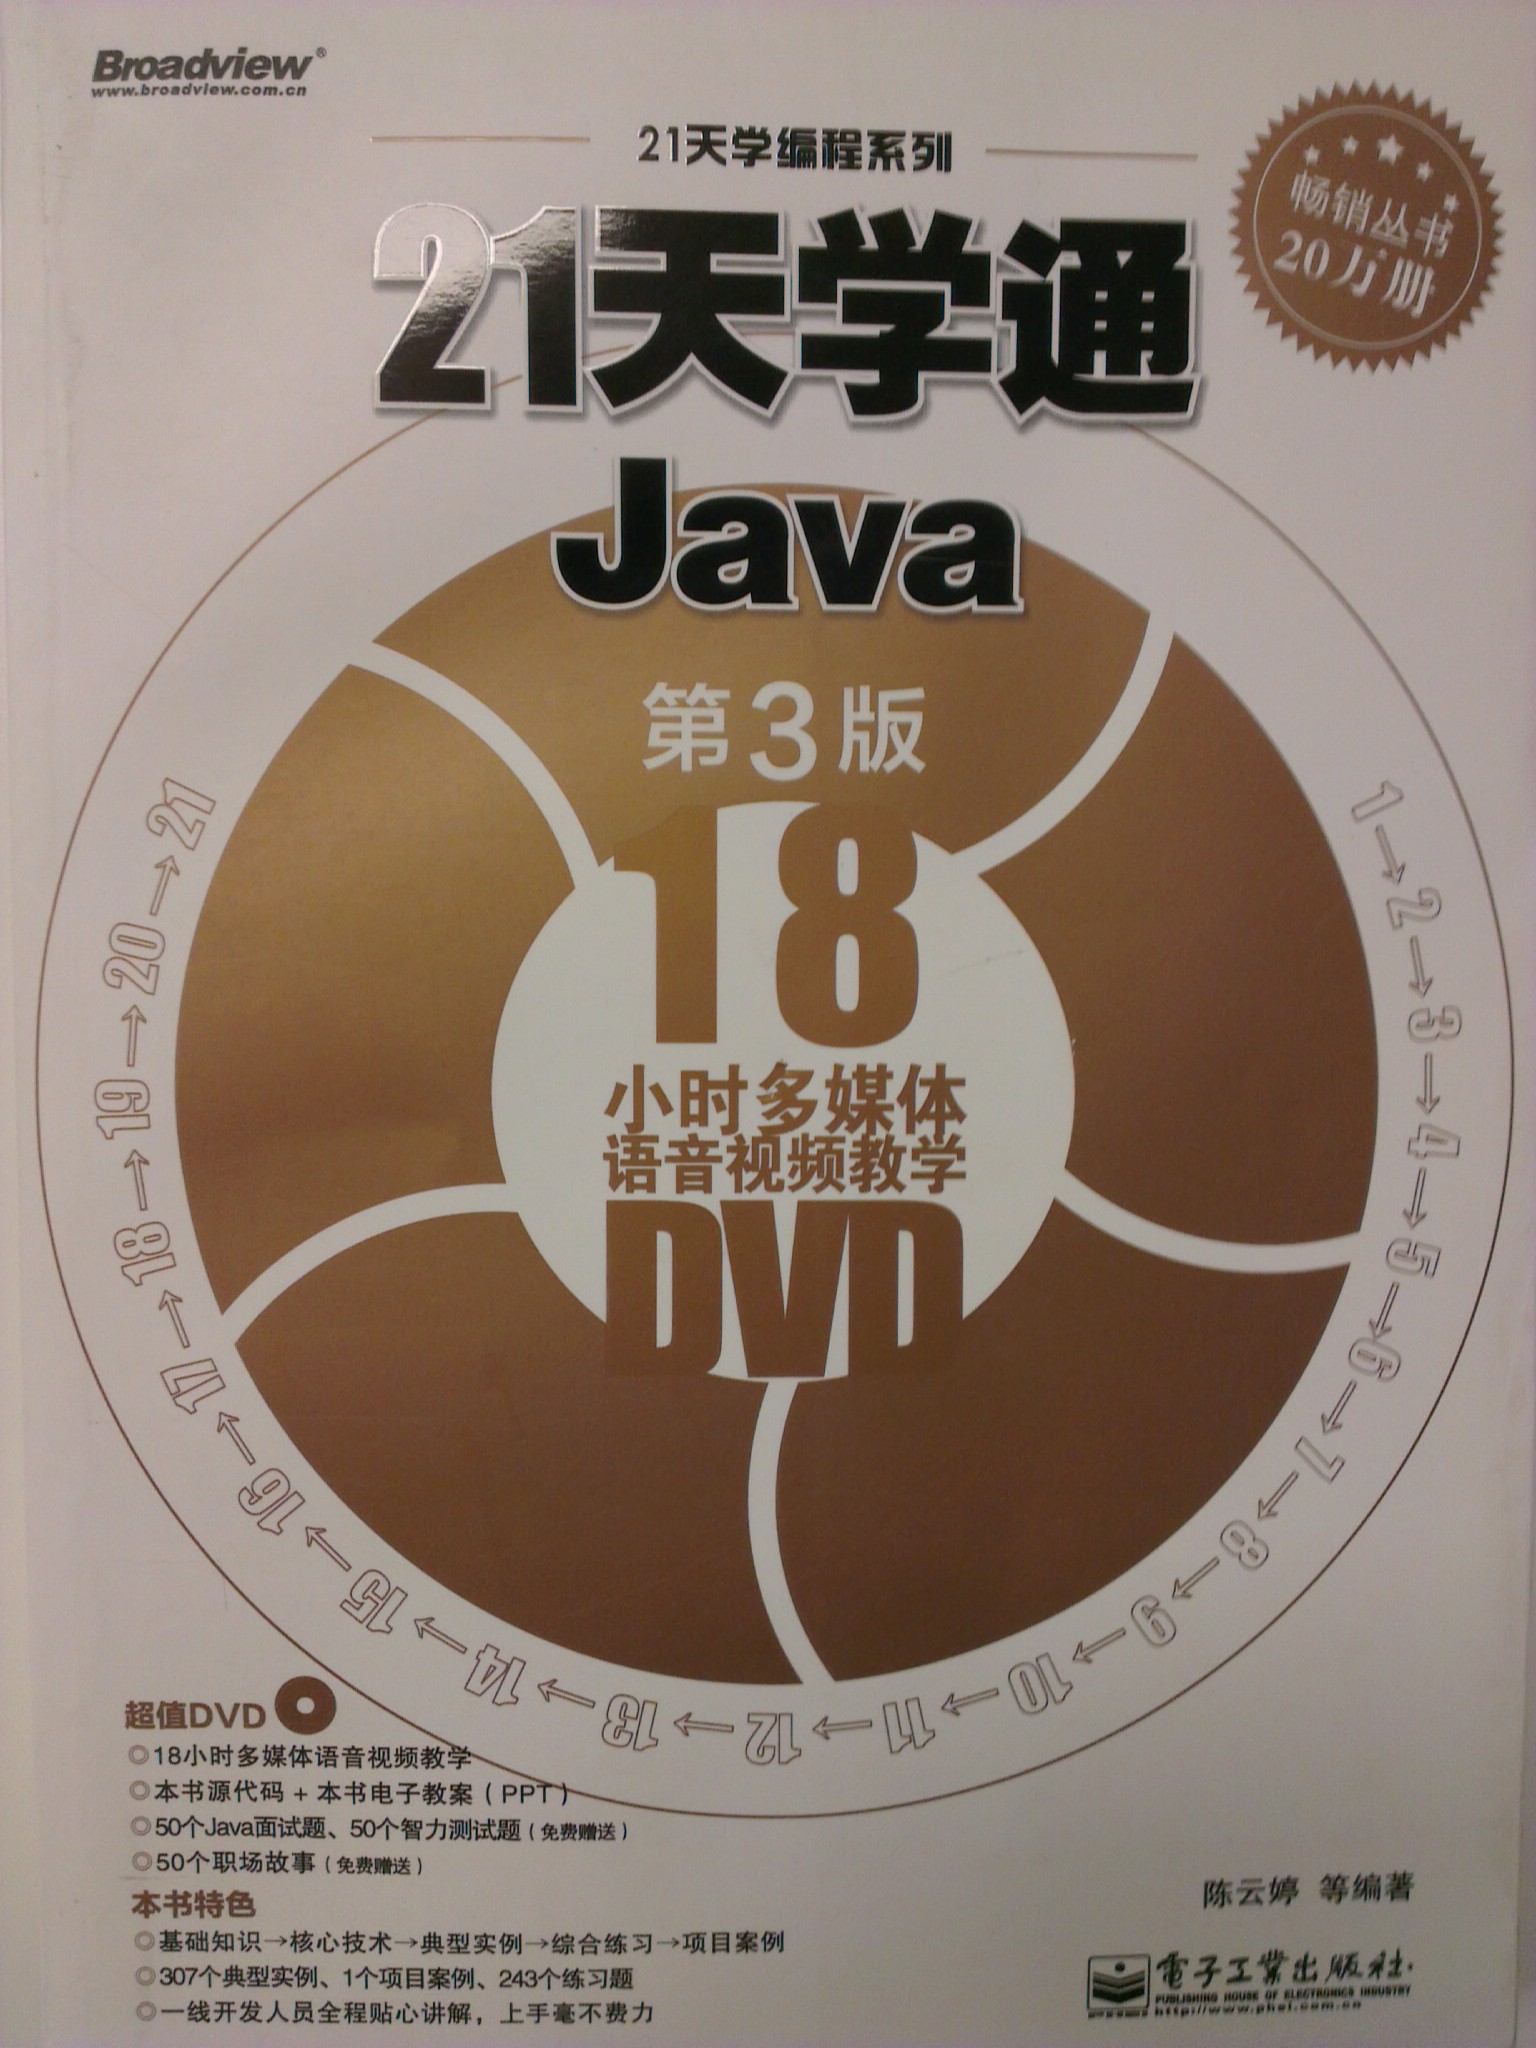 Broadview®
www.broadview.com.cn
21天学编程系列
畅销丛书
20万册
21天学通
Java
第3版
18
小时多媒体
语音视频教学
DVD
1→2→3→4→5→6→7→8→9→10→11→12→13→14→15→16→17→18→19→20→21
超值DVD
◎18小时多媒体语音视频教学
◎本书源代码+本书电子教案(PPT)
◎50个Java面试题、50个智力测试题(免费赠送)
◎50个职场故事(免费赠送)
本书特色
◎基础知识→核心技术→典型实例→综合练习→项目案例
◎307个典型实例、1个项目案例、243个练习题
◎一线开发人员全程贴心讲解，上手毫不费力
陈云婷 等编著
电子工业出版社·
PUBLISHING HOUSE OF ELECTRONICS INDUSTRY
http://www.phei.com.cn